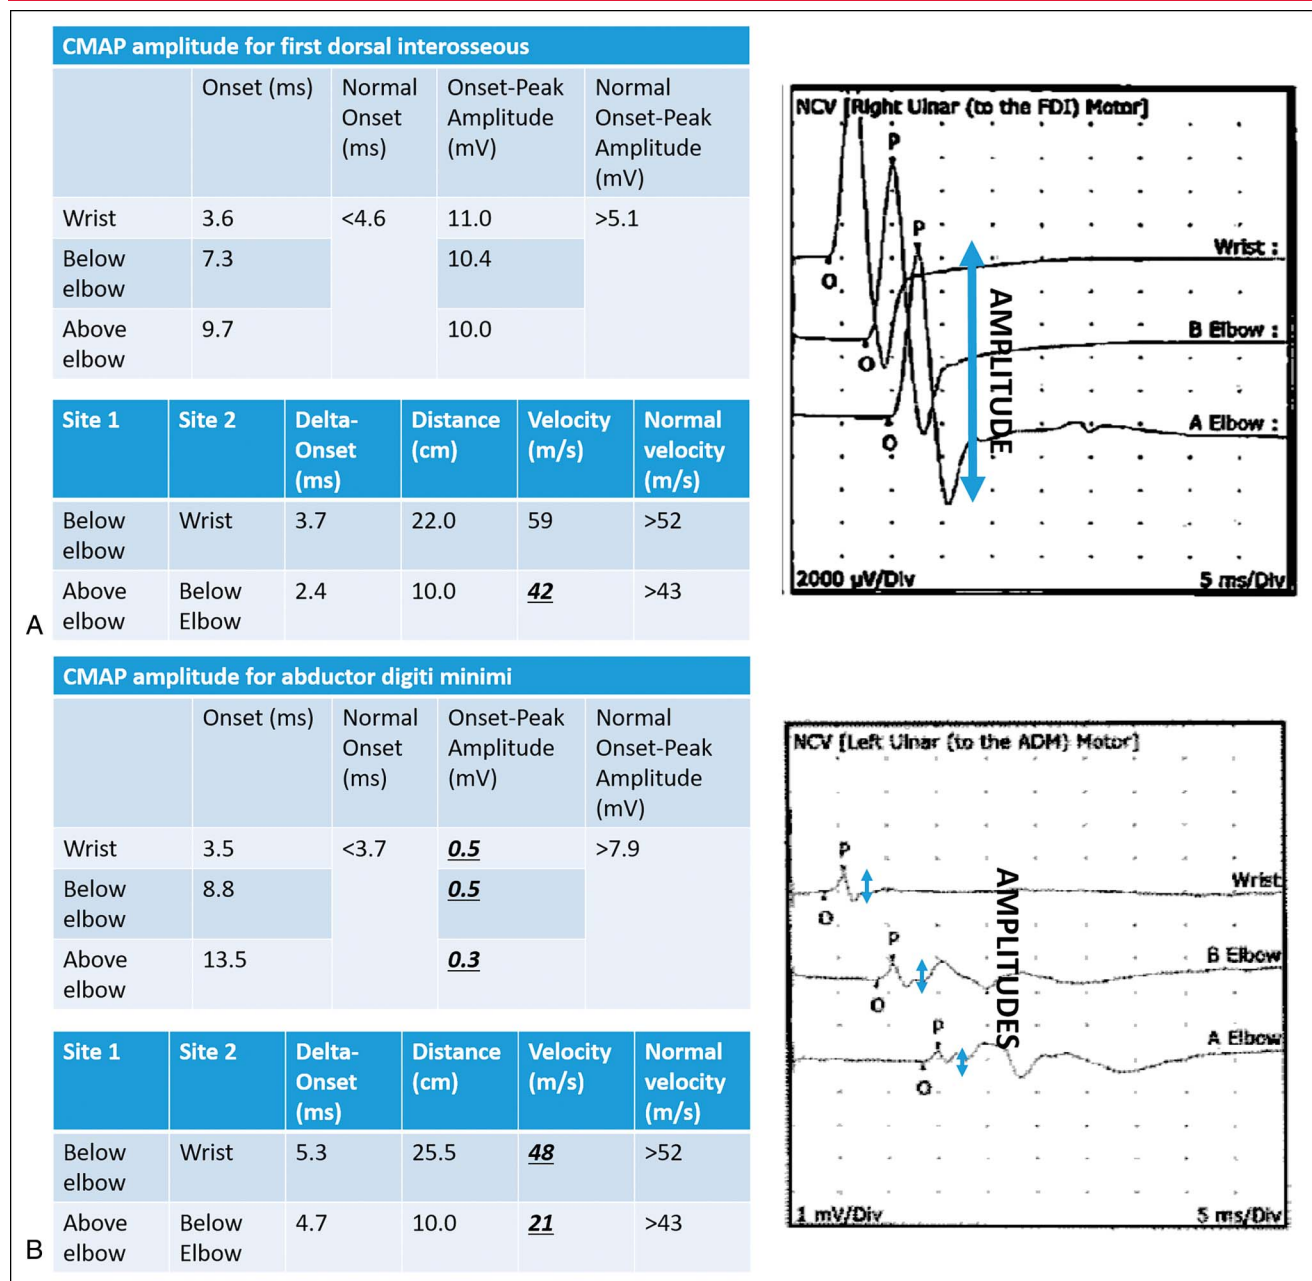 CMAP amplitude for first dorsal interosseous
Onset (ms) Normal Onset (ms) Onset-Peak Amplitude (mV) Normal Onset-Peak Amplitude (mV)
Wrist 3.6 <4.6 11.0 >5.1
Below elbow 7.3 10.4
Above elbow 9.7 10.0
Site 1 Site 2 Delta-Onset (ms) Distance (cm) Velocity (m/s) Normal velocity (m/s)
Below elbow Wrist 3.7 22.0 59 >52
Above elbow Below Elbow 2.4 10.0 42 >43
A
NCV [Right Ulnar (to the FDI) Motor]
P
P
Wrist :
O
AMPLITUDE
B Elbow :
O
A Elbow :
O
2000 µV/Div 5 ms/Div
CMAP amplitude for abductor digiti minimi
Onset (ms) Normal Onset (ms) Onset-Peak Amplitude (mV) Normal Onset-Peak Amplitude (mV)
Wrist 3.5 <3.7 0.5 >7.9
Below elbow 8.8 0.5
Above elbow 13.5 0.3
Site 1 Site 2 Delta-Onset (ms) Distance (cm) Velocity (m/s) Normal velocity (m/s)
Below elbow Wrist 5.3 25.5 48 >52
Above elbow Below Elbow 4.7 10.0 21 >43
B
NCV [Left Ulnar (to the ADM) Motor]
P
Wrist
O
AMPLITUDES
P
B Elbow
O
P
A Elbow
O
1 mV/Div 5 ms/Div